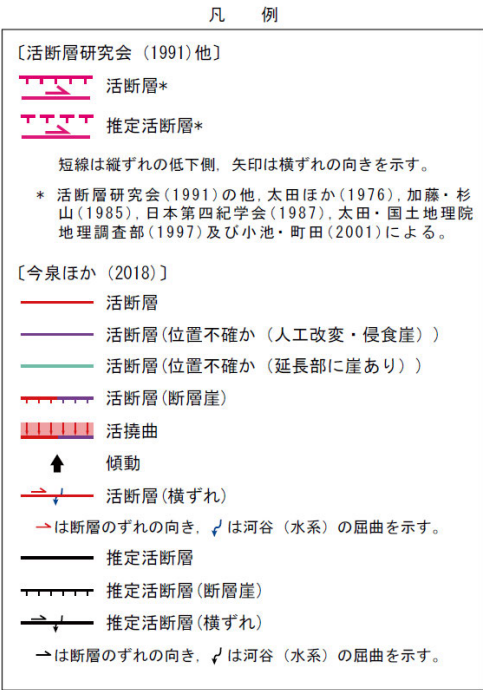 凡 例
〔活断層研究会 (1991)他〕
活断層*
推定活断層*
短線は縦ずれの低下側, 矢印は横ずれの向きを示す。
* 活断層研究会(1991)の他, 太田ほか(1976), 加藤・杉
山(1985), 日本第四紀学会(1987), 太田・国土地理院
地理調査部(1997)及び小池・町田(2001)による。
〔今泉ほか (2018)〕
活断層
活断層(位置不確か (人工改変・侵食崖))
活断層(位置不確か (延長部に崖あり))
活断層(断層崖)
活撓曲
傾動
活断層(横ずれ)
は断層のずれの向き, は河谷 (水系) の屈曲を示す。
推定活断層
推定活断層(断層崖)
推定活断層(横ずれ)
は断層のずれの向き, は河谷 (水系) の屈曲を示す。